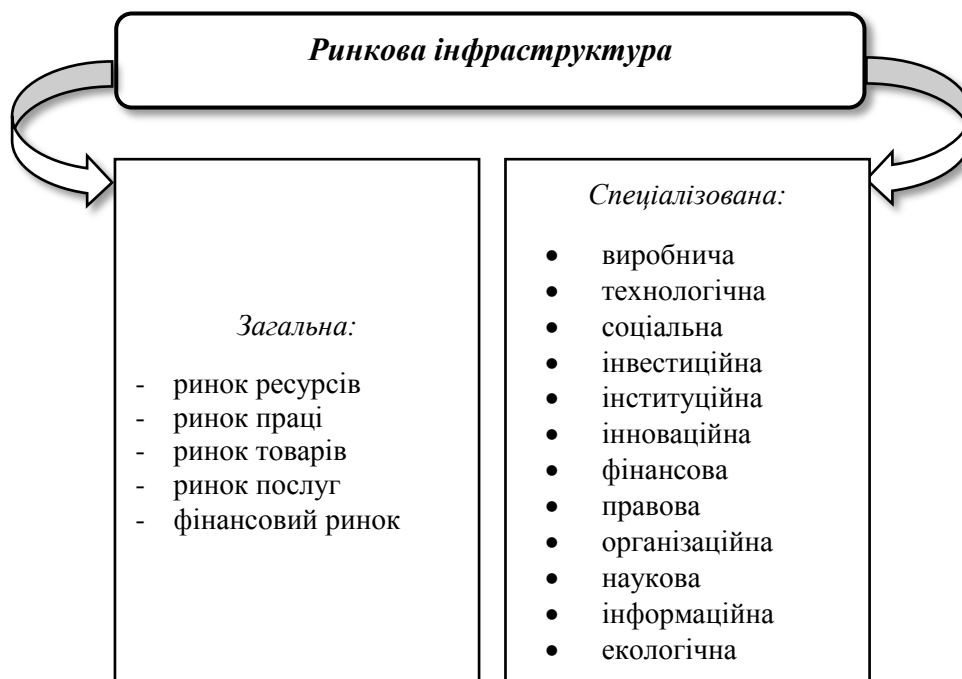 Ринкова інфраструктура
Загальна:
- ринок ресурсів
- ринок праці
- ринок товарів
- ринок послуг
- фінансовий ринок
Спеціалізована:
• виробнича
• технологічна
• соціальна
• інвестиційна
• інституційна
• інноваційна
• фінансова
• правова
• організаційна
• наукова
• інформаційна
• екологічна